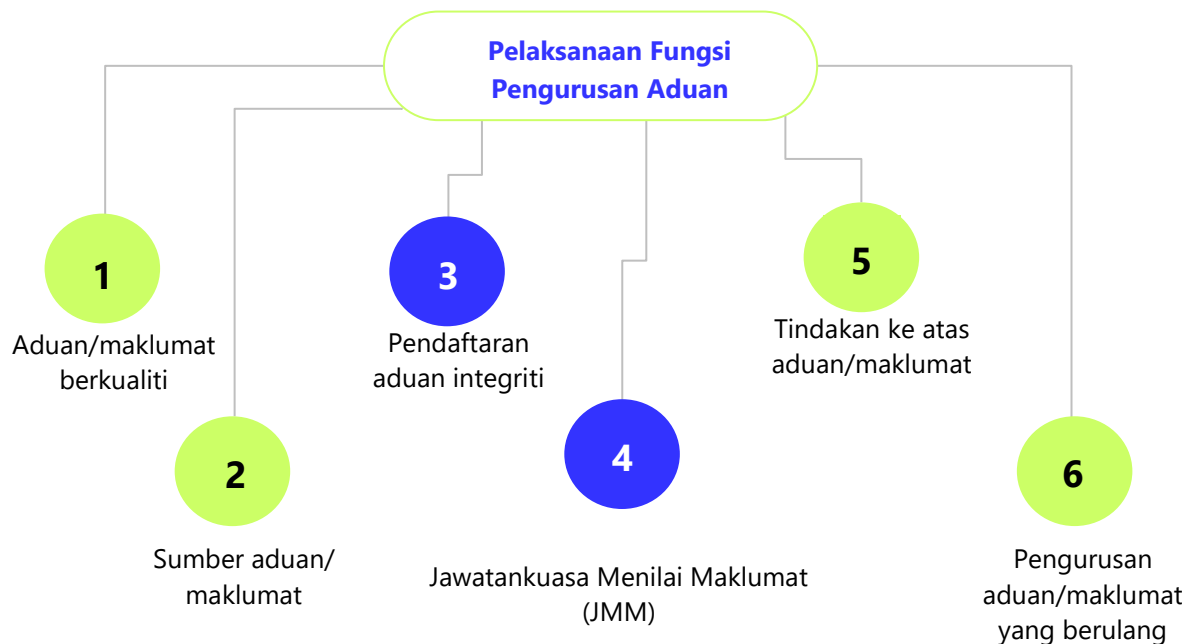 Pelaksanaan Fungsi
Pengurusan Aduan
1
Aduan/maklumat
berkualiti
2
Sumber aduan/
maklumat
3
Pendaftaran
aduan integriti
4
Jawatankuasa Menilai Maklumat
(JMM)
5
Tindakan ke atas
aduan/maklumat
6
Pengurusan
aduan/maklumat
yang berulang